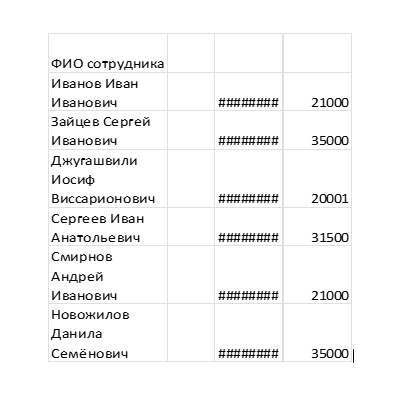 ФИО сотрудника
Иванов Иван
Иванович ######## 21000
Зайцев Сергей
Иванович ######## 35000
Джугашвили
Иосиф
Виссарионович ######## 20001
Сергеев Иван
Анатольевич ######## 31500
Смирнов
Андрей
Иванович ######## 21000
Новожилов
Данила
Семёнович ######## 35000